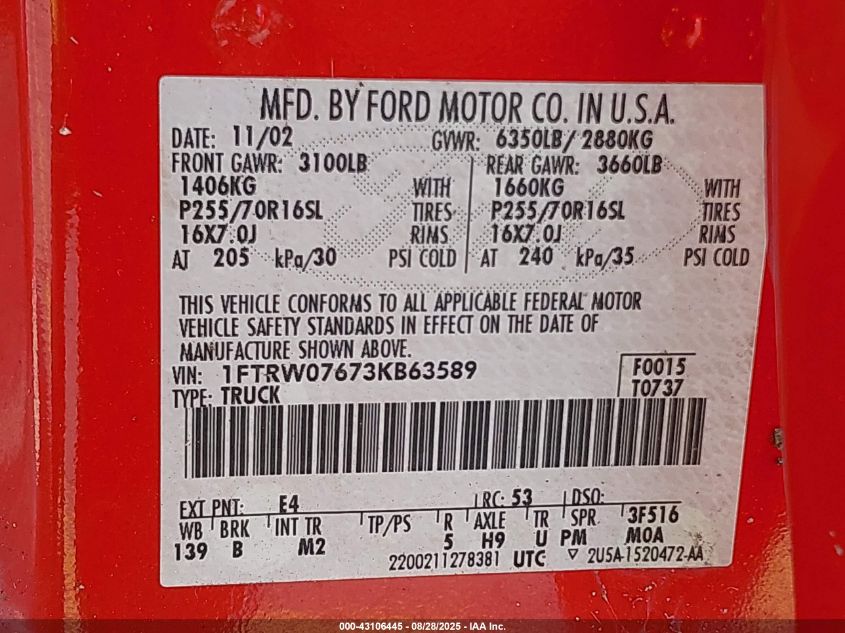 MFD. BY FORD MOTOR CO. IN U.S.A.
DATE: 11/02 GVWR: 6350LB/ 2880KG
FRONT GAWR: 3100LB REAR GAWR: 3660LB
1406KG WITH 1660KG WITH
P255/70R16SL TIRES P255/70R16SL TIRES
16X7.0J RIMS 16X7.0J RIMS
AT 205 kPa/30 PSI COLD AT 240 kPa/35 PSI COLD
THIS VEHICLE CONFORMS TO ALL APPLICABLE FEDERAL MOTOR
VEHICLE SAFETY STANDARDS IN EFFECT ON THE DATE OF
MANUFACTURE SHOWN ABOVE.
VIN: 1FTRW07673KB63589 F0015
TYPE: TRUCK T0737
EXT PNT: E4 RC: 53 DSO:
WB BRK INT TR TP/PS R AXLE TR SPR 3F516
139 B M2 5 H9 U PM MOA
2200211278381 UTC ▽ 2U5A-1520472-AA
000-43106445 - 08/28/2025 - IAA Inc.